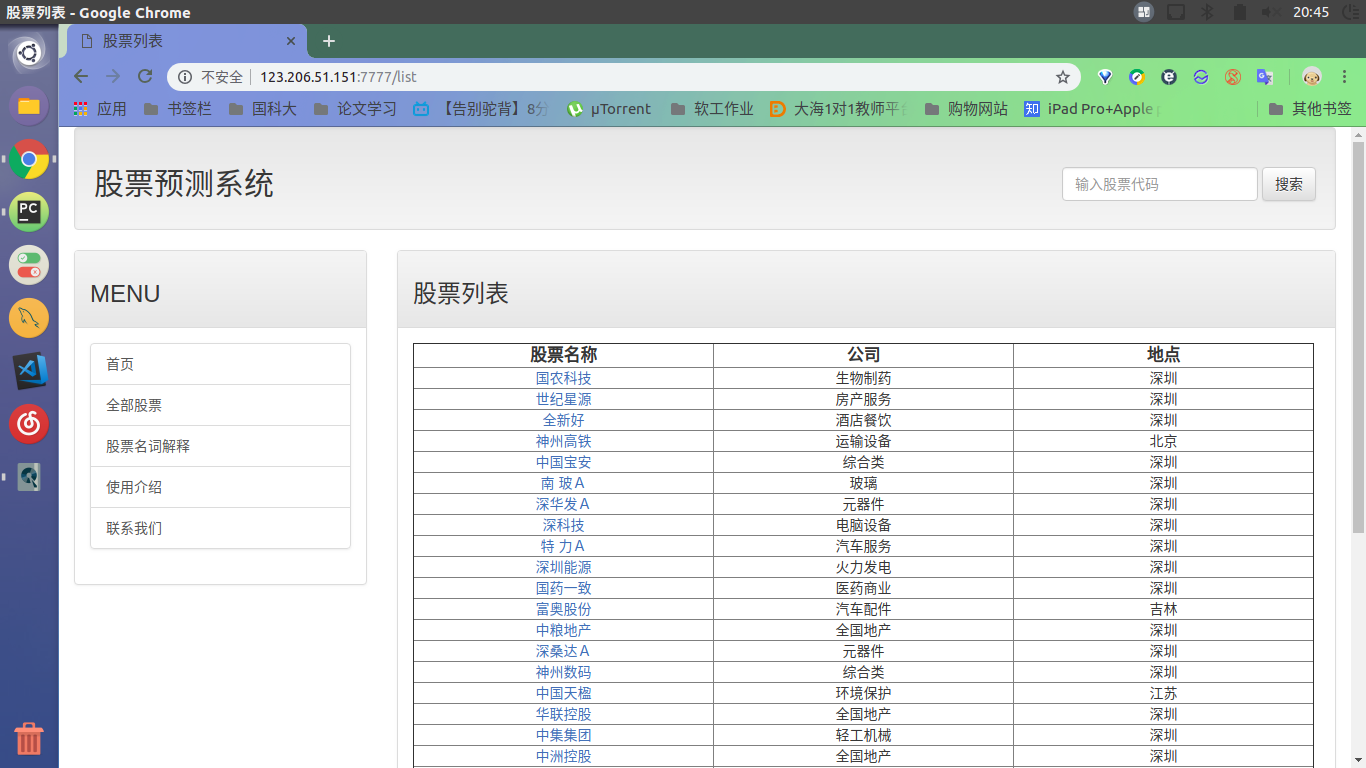 股票列表 - Google Chrome
20:45
股票列表
不安全 123.206.51.151:7777/list
应用 书签栏 国科大 论文学习 【告别驼背】8分 μTorrent 软工作业 大海1对1教师平台 购物网站 iPad Pro+Apple 其他书签
股票预测系统
输入股票代码 搜索
MENU
首页
全部股票
股票名词解释
使用介绍
联系我们
股票列表
股票名称 公司 地点
国农科技 生物制药 深圳
世纪星源 房产服务 深圳
全新好 酒店餐饮 深圳
神州高铁 运输设备 北京
中国宝安 综合类 深圳
南 玻Ａ 玻璃 深圳
深华发Ａ 元器件 深圳
深科技 电脑设备 深圳
特 力Ａ 汽车服务 深圳
深圳能源 火力发电 深圳
国药一致 医药商业 深圳
富奥股份 汽车配件 吉林
中粮地产 全国地产 深圳
深桑达Ａ 元器件 深圳
神州数码 综合类 深圳
中国天楹 环境保护 江苏
华联控股 全国地产 深圳
中集集团 轻工机械 深圳
中洲控股 全国地产 深圳